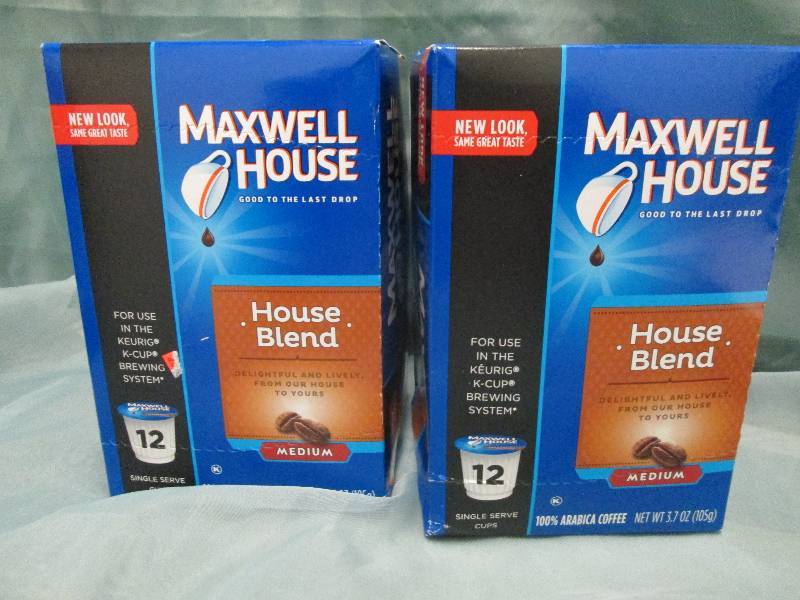 NEW LOOK,
SAME GREAT TASTE
MAXWELL
HOUSE
GOOD TO THE LAST DROP
FOR USE
IN THE
KEURIG®
K-CUP®
BREWING
SYSTEM*
· House ·
Blend
DELIGHTFUL AND LIVELY,
FROM OUR HOUSE
TO YOURS
MEDIUM
MAXWELL
HOUSE
12
SINGLE SERVE
K
NEW LOOK,
SAME GREAT TASTE
MAXWELL
HOUSE
GOOD TO THE LAST DROP
FOR USE
IN THE
KEURIG®
K-CUP®
BREWING
SYSTEM*
· House ·
Blend
DELIGHTFUL AND LIVELY,
FROM OUR HOUSE
TO YOURS
MEDIUM
MAXWELL
HOUSE
12
SINGLE SERVE
CUPS
K
100% ARABICA COFFEE NET WT 3.7 OZ (105g)